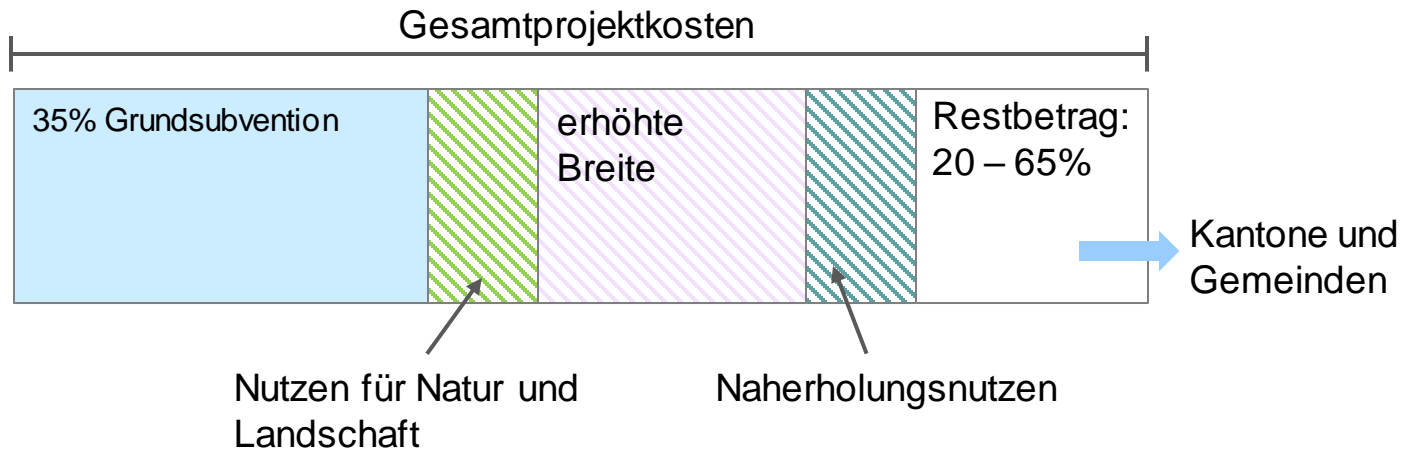 Gesamtprojektkosten
35% Grundsubvention
erhöhte
Breite
Restbetrag:
20 – 65%
Kantone und
Gemeinden
Nutzen für Natur und
Landschaft
Naherholungsnutzen